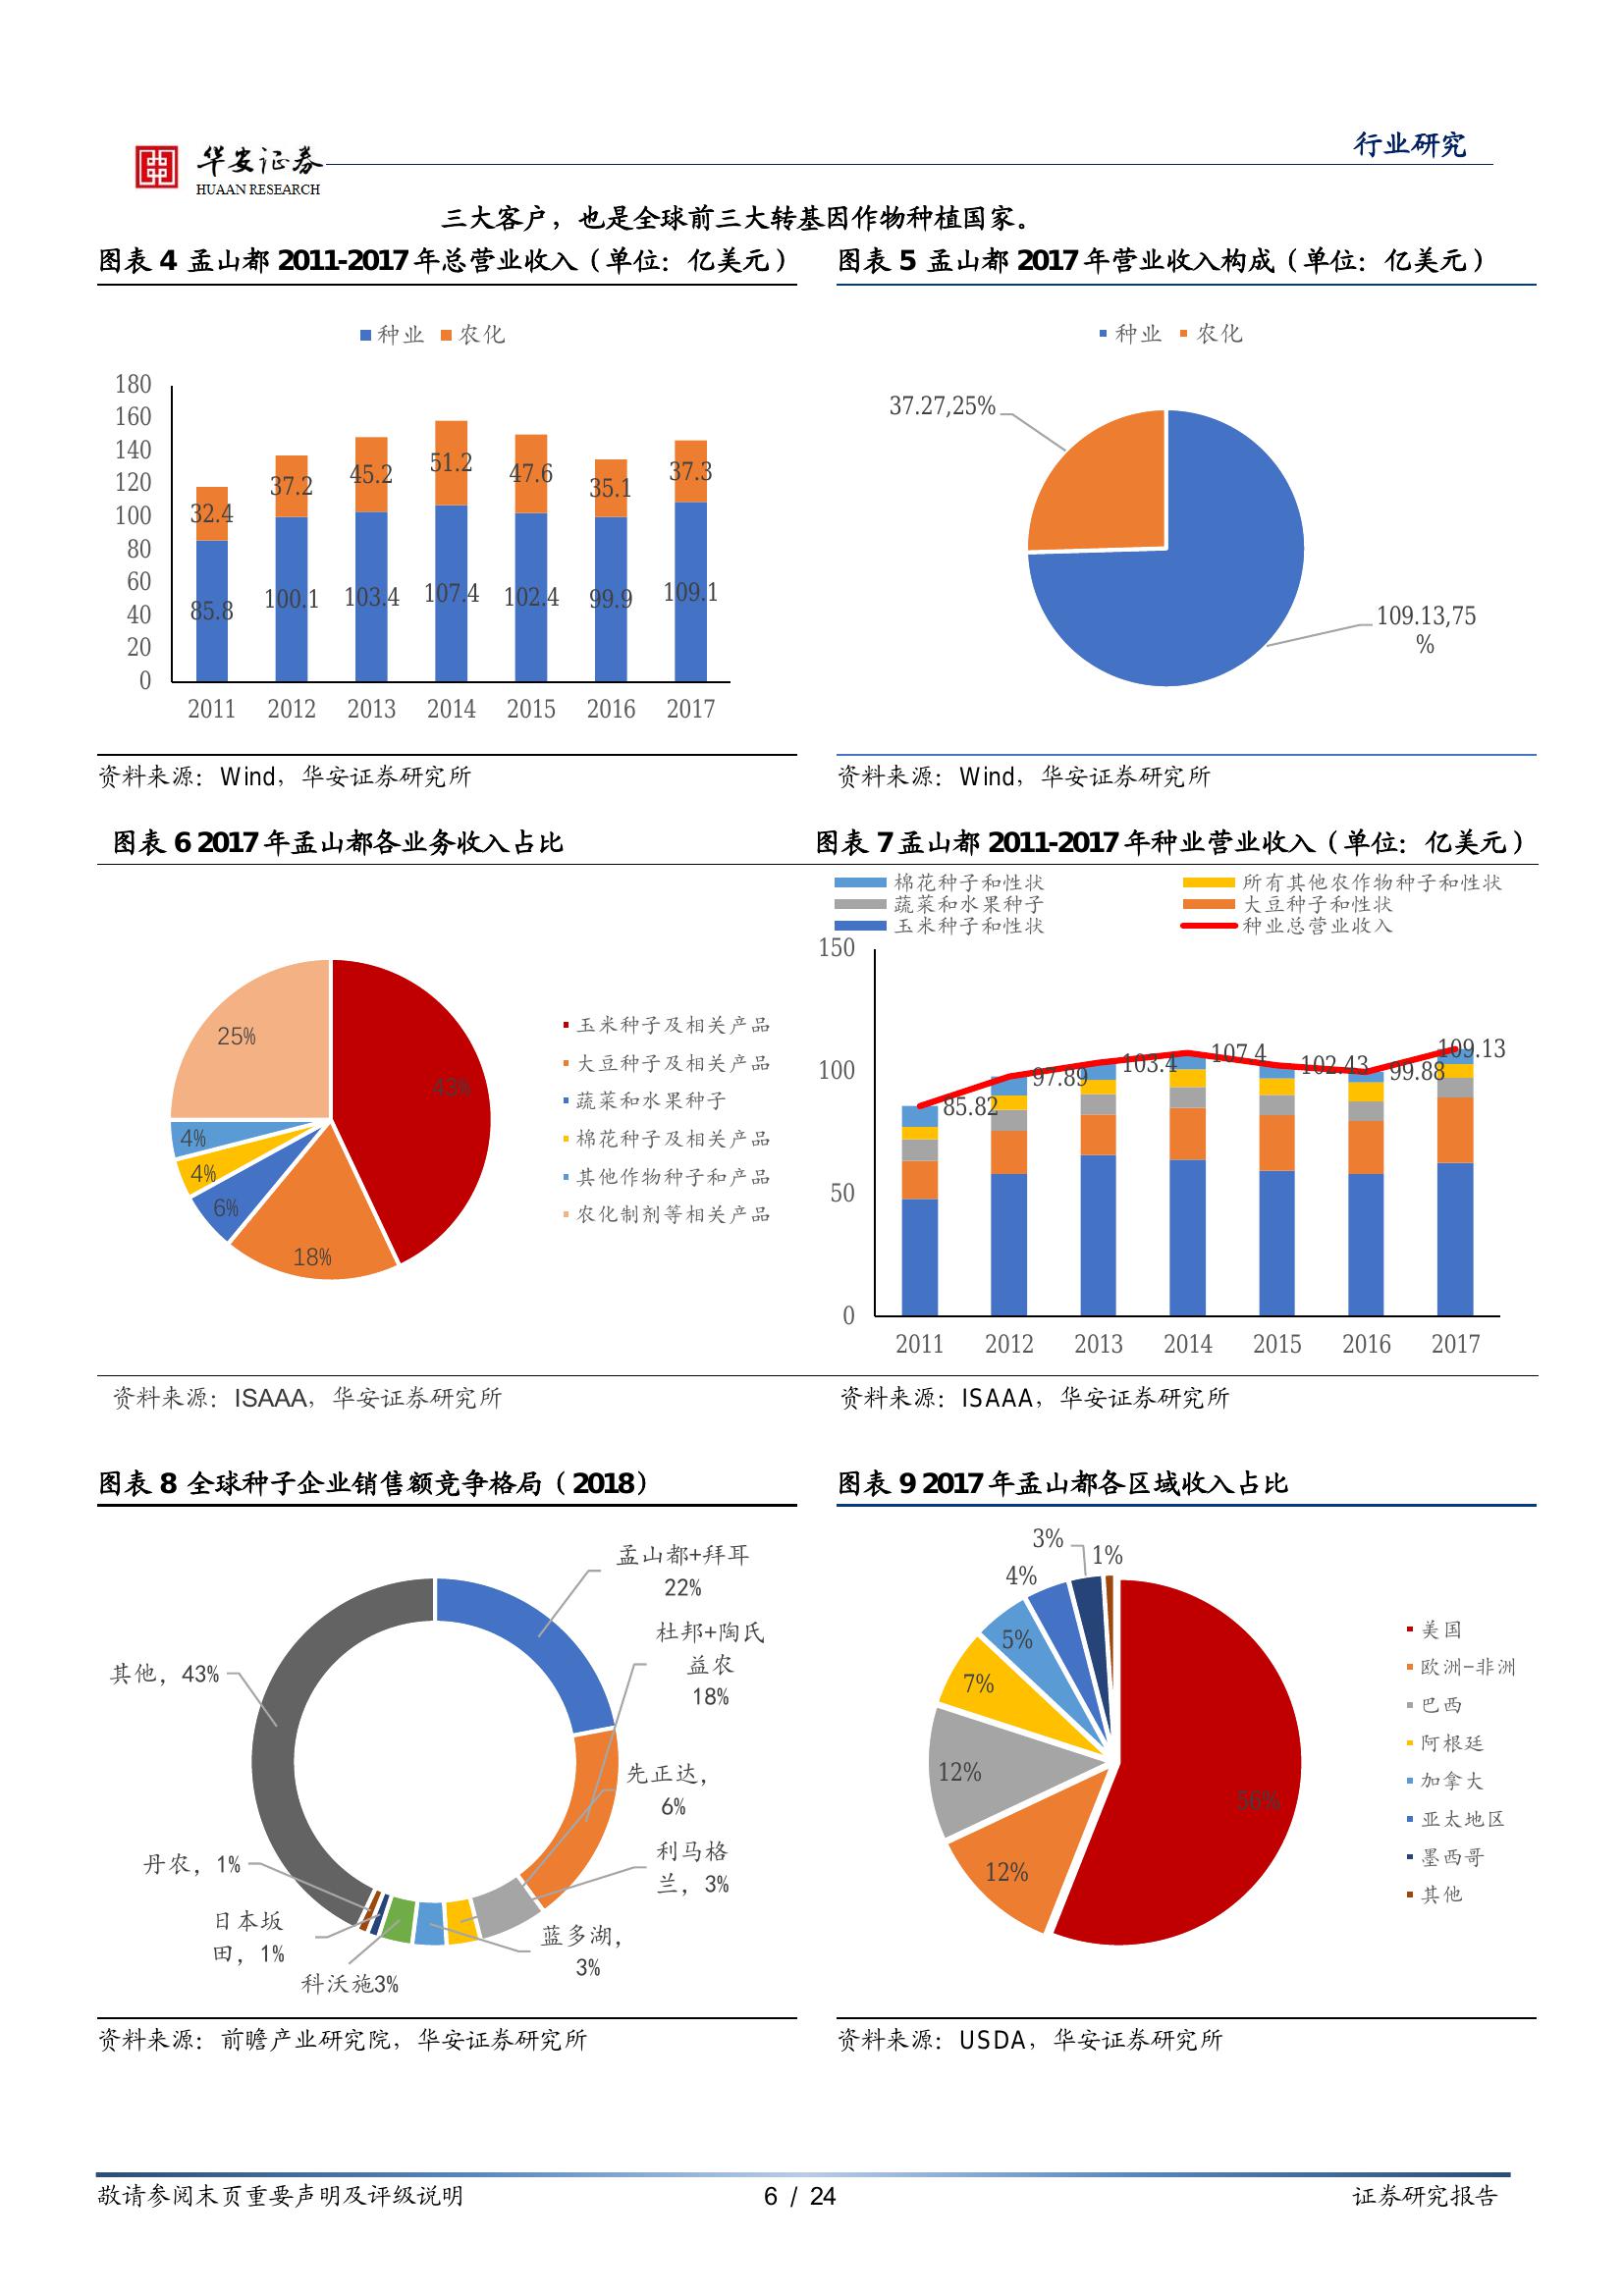 华安证券
HUAAN RESEARCH
行业研究
三大客户，也是全球前三大转基因作物种植国家。
图表 4 孟山都 2011-2017 年总营业收入（单位：亿美元）
种业 农化
180
160
140
120
100
80
60
40
20
0
32.4 37.2 45.2 51.2 47.6 35.1 37.3
85.8 100.1 103.4 107.4 102.4 99.9 109.1
2011 2012 2013 2014 2015 2016 2017
资料来源：Wind，华安证券研究所
图表 5 孟山都 2017 年营业收入构成（单位：亿美元）
种业 农化
37.27,25%
109.13,75
%
资料来源：Wind，华安证券研究所
图表 6 2017 年孟山都各业务收入占比
43%
18%
6%
4%
4%
25%
玉米种子及相关产品
大豆种子及相关产品
蔬菜和水果种子
棉花种子及相关产品
其他作物种子和产品
农化制剂等相关产品
资料来源：ISAAA，华安证券研究所
图表 7 孟山都 2011-2017 年种业营业收入（单位：亿美元）
棉花种子和性状 所有其他农作物种子和性状
蔬菜和水果种子 大豆种子和性状
玉米种子和性状 种业总营业收入
150
100
50
0
85.82 97.89 103.4 107.4 102.43 99.88 109.13
2011 2012 2013 2014 2015 2016 2017
资料来源：ISAAA，华安证券研究所
图表 8 全球种子企业销售额竞争格局（2018）
孟山都+拜耳
22%
杜邦+陶氏
益农
18%
先正达，
6%
利马格
兰，3%
蓝多湖，
3%
科沃施3%
日本坂
田，1%
丹农，1%
其他，43%
资料来源：前瞻产业研究院，华安证券研究所
图表 9 2017 年孟山都各区域收入占比
56%
12%
12%
7%
5%
4%
3%
1%
美国
欧洲-非洲
巴西
阿根廷
加拿大
亚太地区
墨西哥
其他
资料来源：USDA，华安证券研究所
敬请参阅末页重要声明及评级说明 6 / 24 证券研究报告